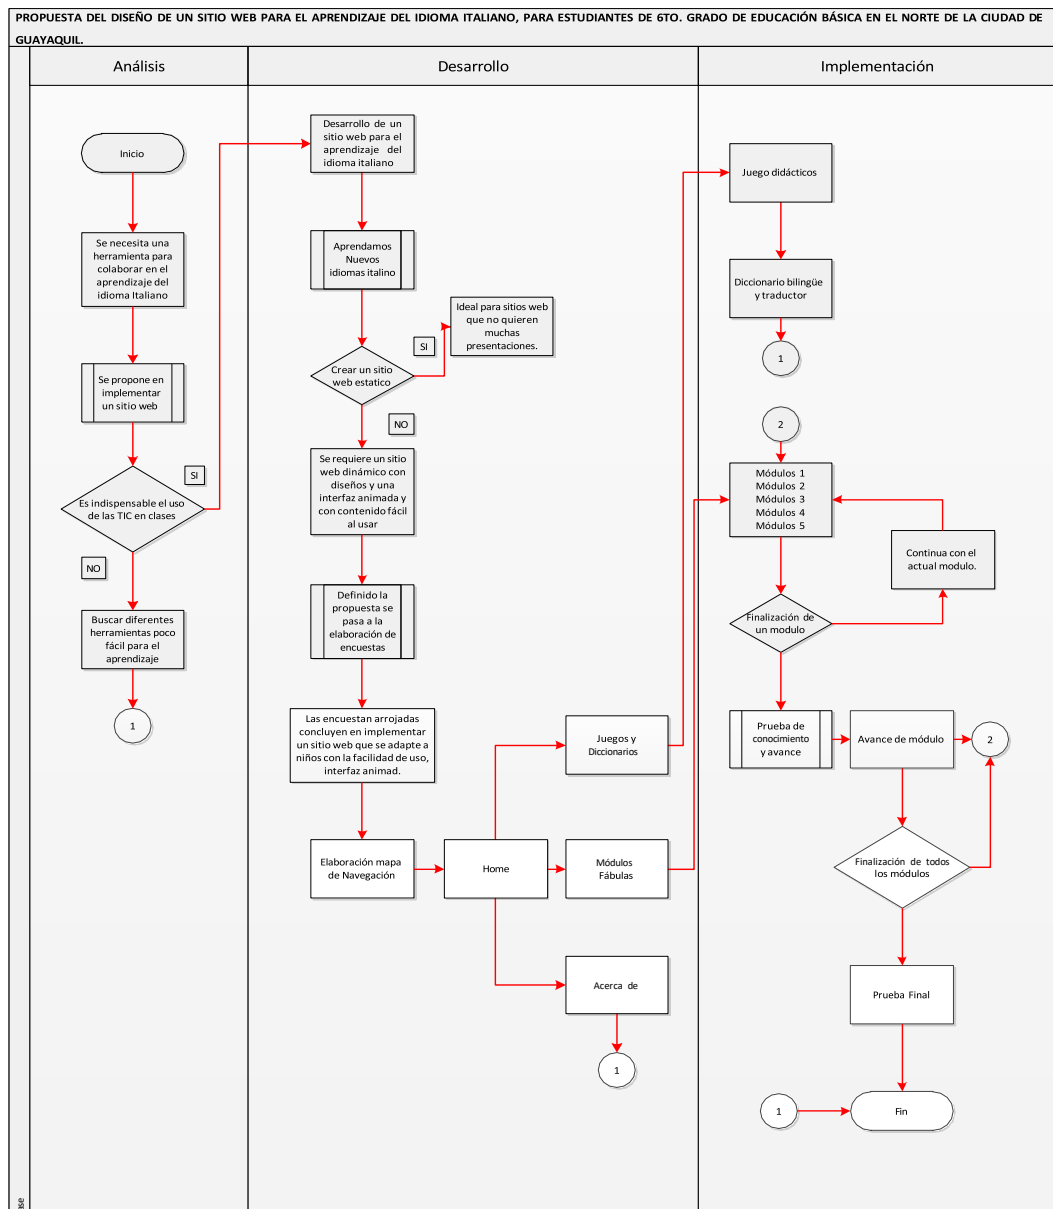 PROPUESTA DEL DISEÑO DE UN SITIO WEB PARA EL APRENDIZAJE DEL IDIOMA ITALIANO, PARA ESTUDIANTES DE 6TO. GRADO DE EDUCACIÓN BÁSICA EN EL NORTE DE LA CIUDAD DE
GUAYAQUIL.
Análisis
Inicio
Se necesita una
herramienta para
colaborar en el
aprendizaje del
idioma Italiano
Se propone en
implementar
un sitio web
SI
Es indispensable el uso
de las TIC en clases
NO
Buscar diferentes
herramientas poco
fácil para el
aprendizaje
1
Desarrollo
Desarrollo de un
sitio web para el
aprendizaje del
idioma italiano
Aprendamos
Nuevos
idiomas italino
Ideal para sitios web
que no quieren
muchas
presentaciones.
SI
Crear un sitio
web estatico
NO
Se requiere un sitio
web dinámico con
diseños y una
interfaz animada y
con contenido fácil
al usar
Definido la
propuesta se
pasa a la
elaboración de
encuestas
Las encuestan arrojadas
concluyen en implementar
un sitio web que se adapte a
niños con la facilidad de uso,
interfaz animad.
Elaboración mapa
de Navegación
Home
Juegos y
Diccionarios
Módulos
Fábulas
Acerca de
1
Implementación
Juego didácticos
Diccionario bilingüe
y traductor
1
2
Módulos 1
Módulos 2
Módulos 3
Módulos 4
Módulos 5
Continua con el
actual modulo.
Finalización de
un modulo
Prueba de
conocimiento
y avance
Avance de módulo
2
Finalización de todos
los módulos
Prueba Final
1
Fin